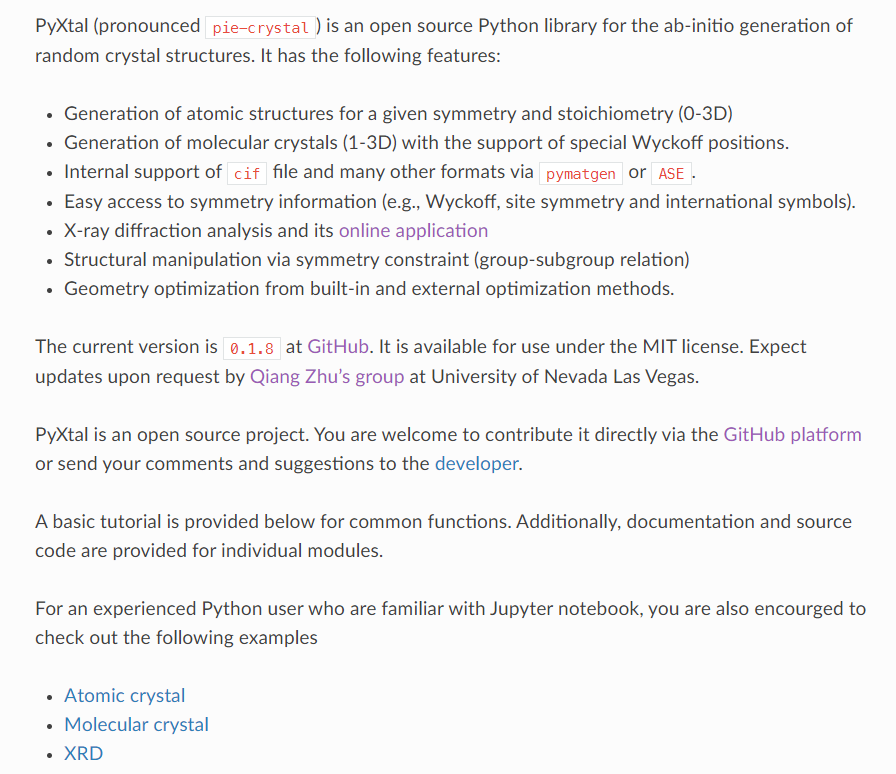 PyXtal (pronounced pie-crystal) is an open source Python library for the ab-initio generation of
random crystal structures. It has the following features:
• Generation of atomic structures for a given symmetry and stoichiometry (0-3D)
• Generation of molecular crystals (1-3D) with the support of special Wyckoff positions.
• Internal support of cif file and many other formats via pymatgen or ASE.
• Easy access to symmetry information (e.g., Wyckoff, site symmetry and international symbols).
• X-ray diffraction analysis and its online application
• Structural manipulation via symmetry constraint (group-subgroup relation)
• Geometry optimization from built-in and external optimization methods.
The current version is 0.1.8 at GitHub. It is available for use under the MIT license. Expect
updates upon request by Qiang Zhu’s group at University of Nevada Las Vegas.
PyXtal is an open source project. You are welcome to contribute it directly via the GitHub platform
or send your comments and suggestions to the developer.
A basic tutorial is provided below for common functions. Additionally, documentation and source
code are provided for individual modules.
For an experienced Python user who are familiar with Jupyter notebook, you are also encourged to
check out the following examples
• Atomic crystal
• Molecular crystal
• XRD